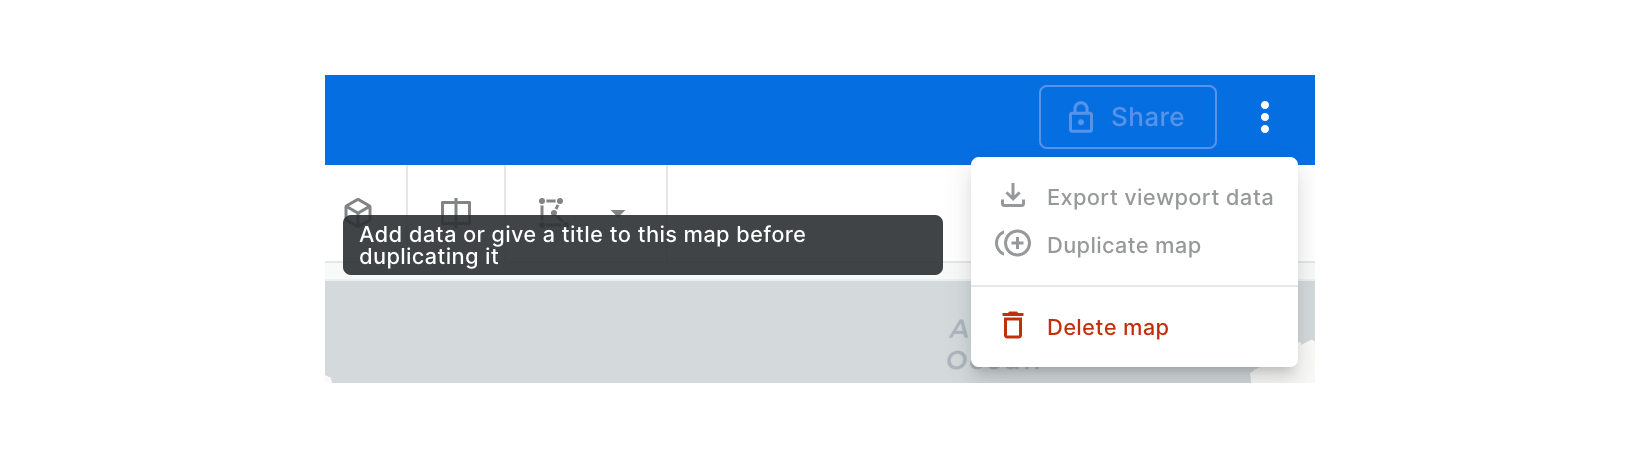 Share
Export viewport data
Add data or give a title to this map before
duplicating it
Duplicate map
Delete map